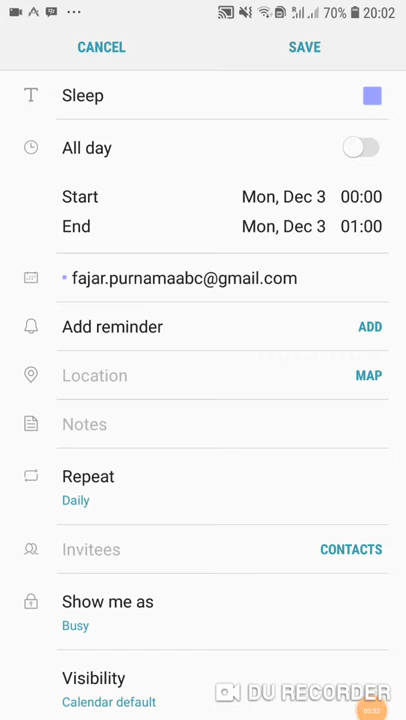 70% 20:02
CANCEL SAVE
Sleep
All day
Start Mon, Dec 3 00:00
End Mon, Dec 3 01:00
fajar.purnamaabc@gmail.com
Add reminder ADD
Location MAP
Notes
Repeat
Daily
Invitees CONTACTS
Show me as
Busy
Visibility
Calendar default
DU RECORDER